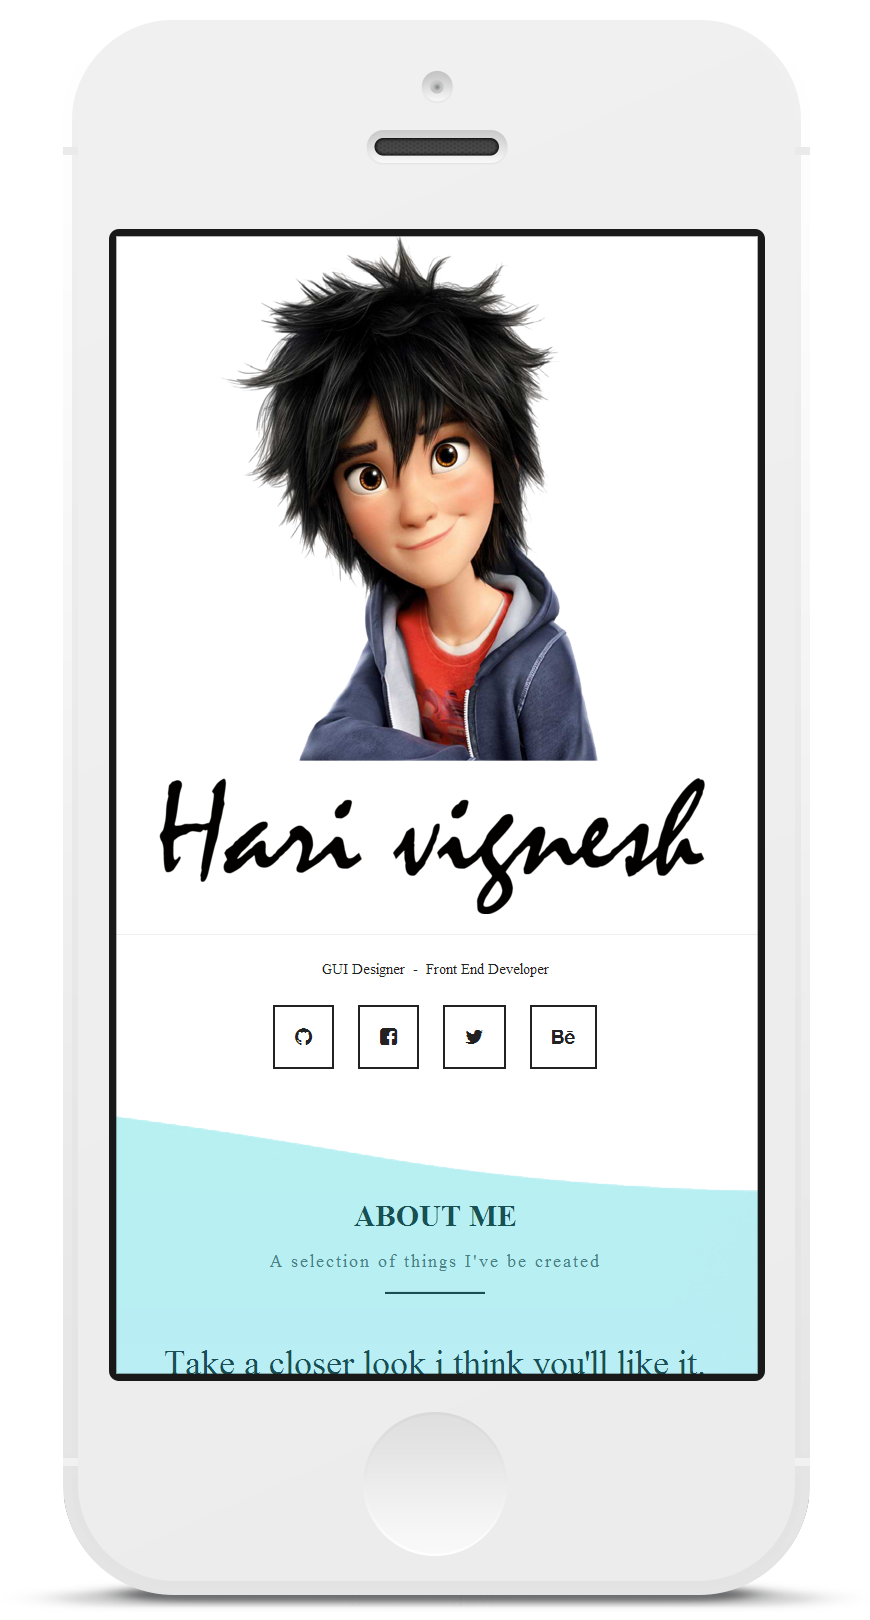 Hari vignesh
GUI Designer - Front End Developer
Bē
ABOUT ME
A selection of things I've be created
Take a closer look i think you'll like it.